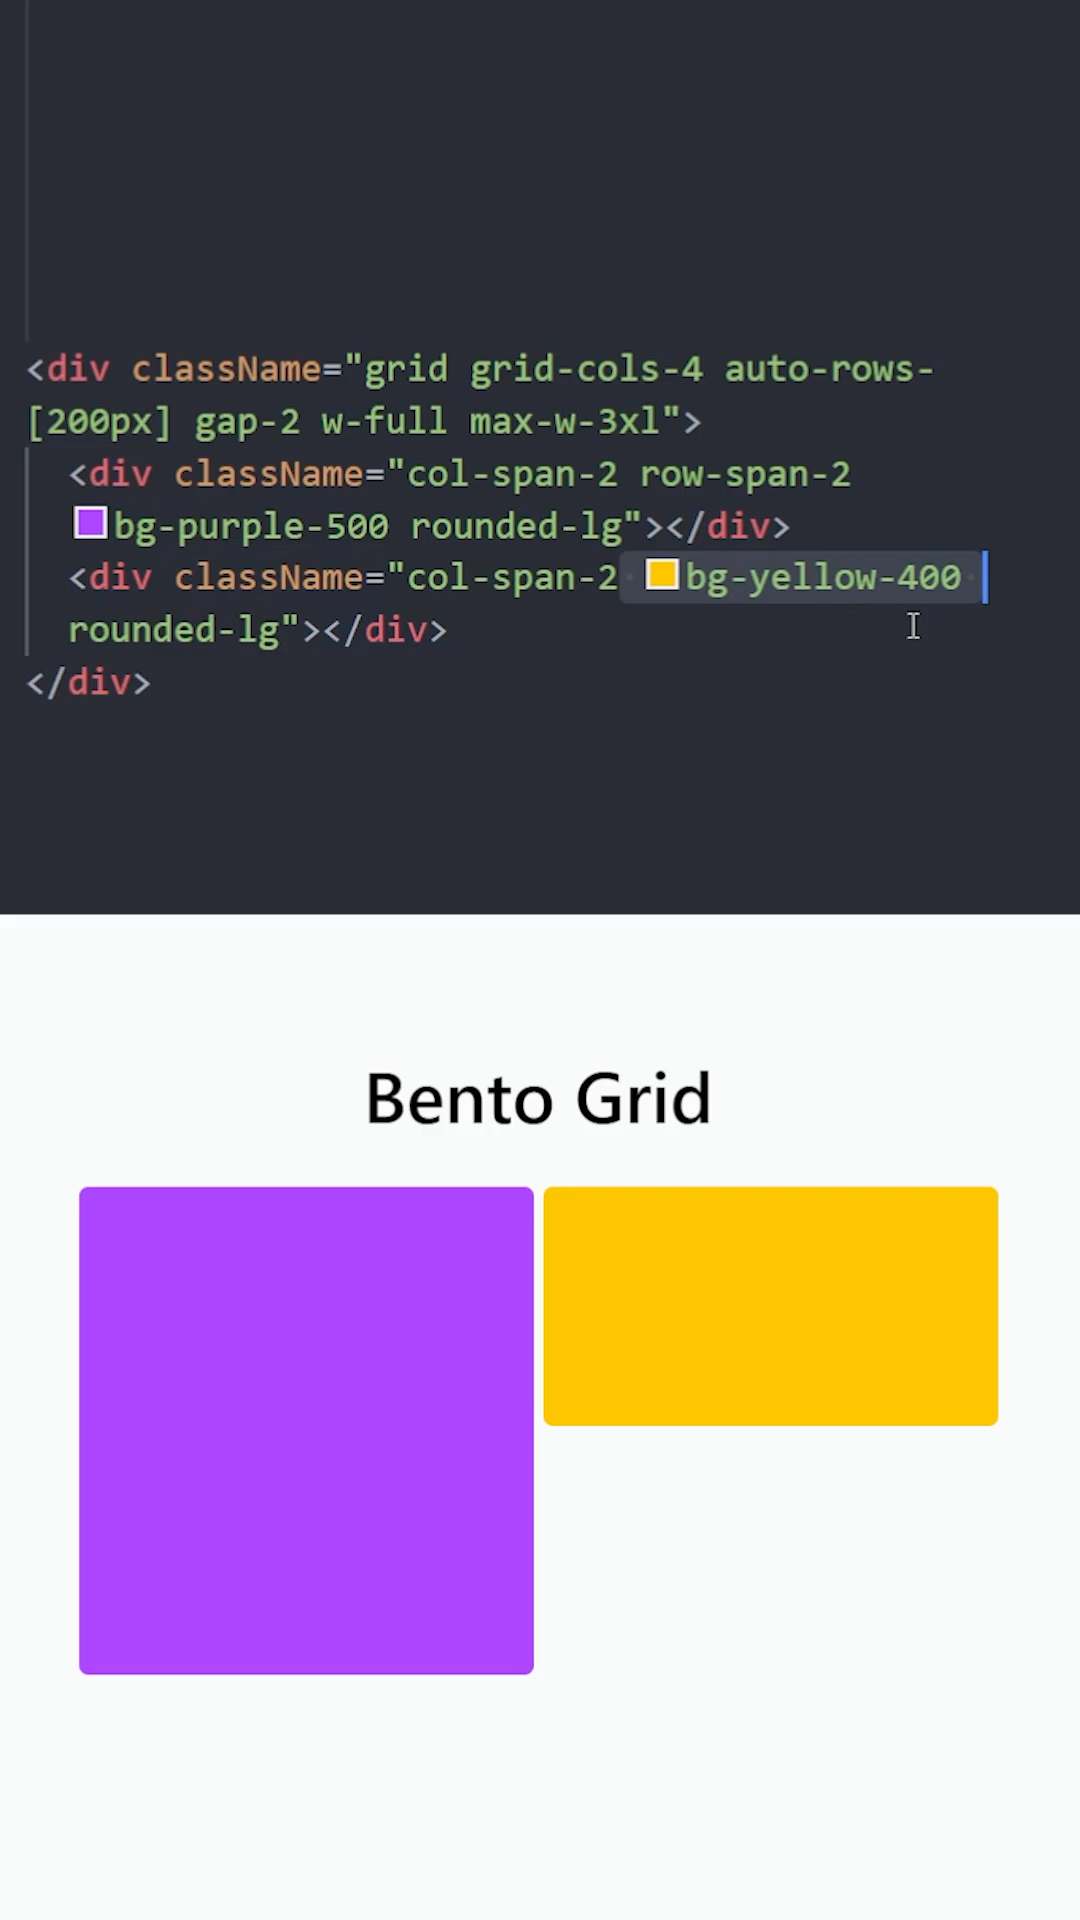 <div className="grid grid-cols-4 auto-rows-
[200px] gap-2 w-full max-w-3xl">
<div className="col-span-2 row-span-2
bg-purple-500 rounded-lg"></div>
<div className="col-span-2 bg-yellow-400
rounded-lg"></div>
</div>
Bento Grid